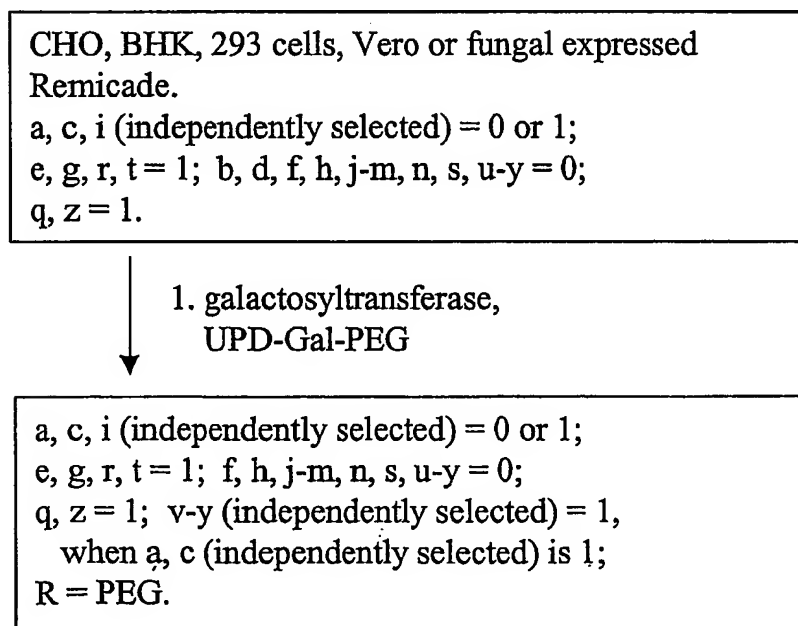 CHO, BHK, 293 cells, Vero or fungal expressed
Remicade.
a, c, i (independently selected) = 0 or 1;
e, g, r, t = 1; b, d, f, h, j-m, n, s, u-y = 0;
q, z = 1.
1. galactosyltransferase,
UPD-Gal-PEG
a, c, i (independently selected) = 0 or 1;
e, g, r, t = 1; f, h, j-m, n, s, u-y = 0;
q, z = 1; v-y (independently selected) = 1,
when a, c (independently selected) is 1;
R = PEG.